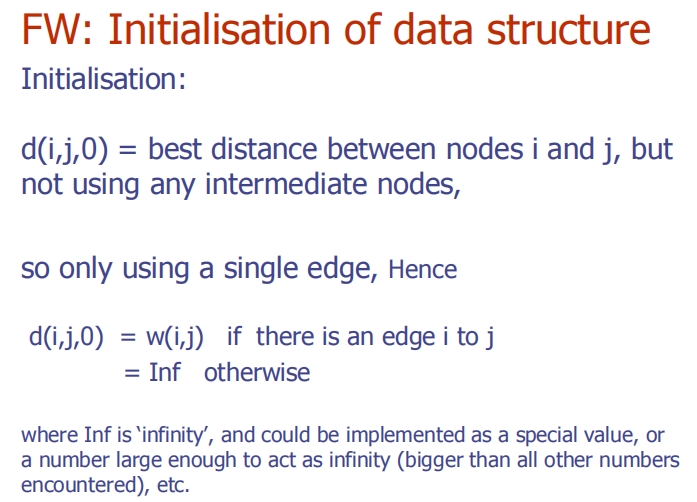 FW: Initialisation of data structure
Initialisation:
d(i,j,0) = best distance between nodes i and j, but
not using any intermediate nodes,
so only using a single edge, Hence
d(i,j,0) = w(i,j) if there is an edge i to j
= Inf otherwise
where Inf is ‘infinity’, and could be implemented as a special value, or
a number large enough to act as infinity (bigger than all other numbers
encountered), etc.